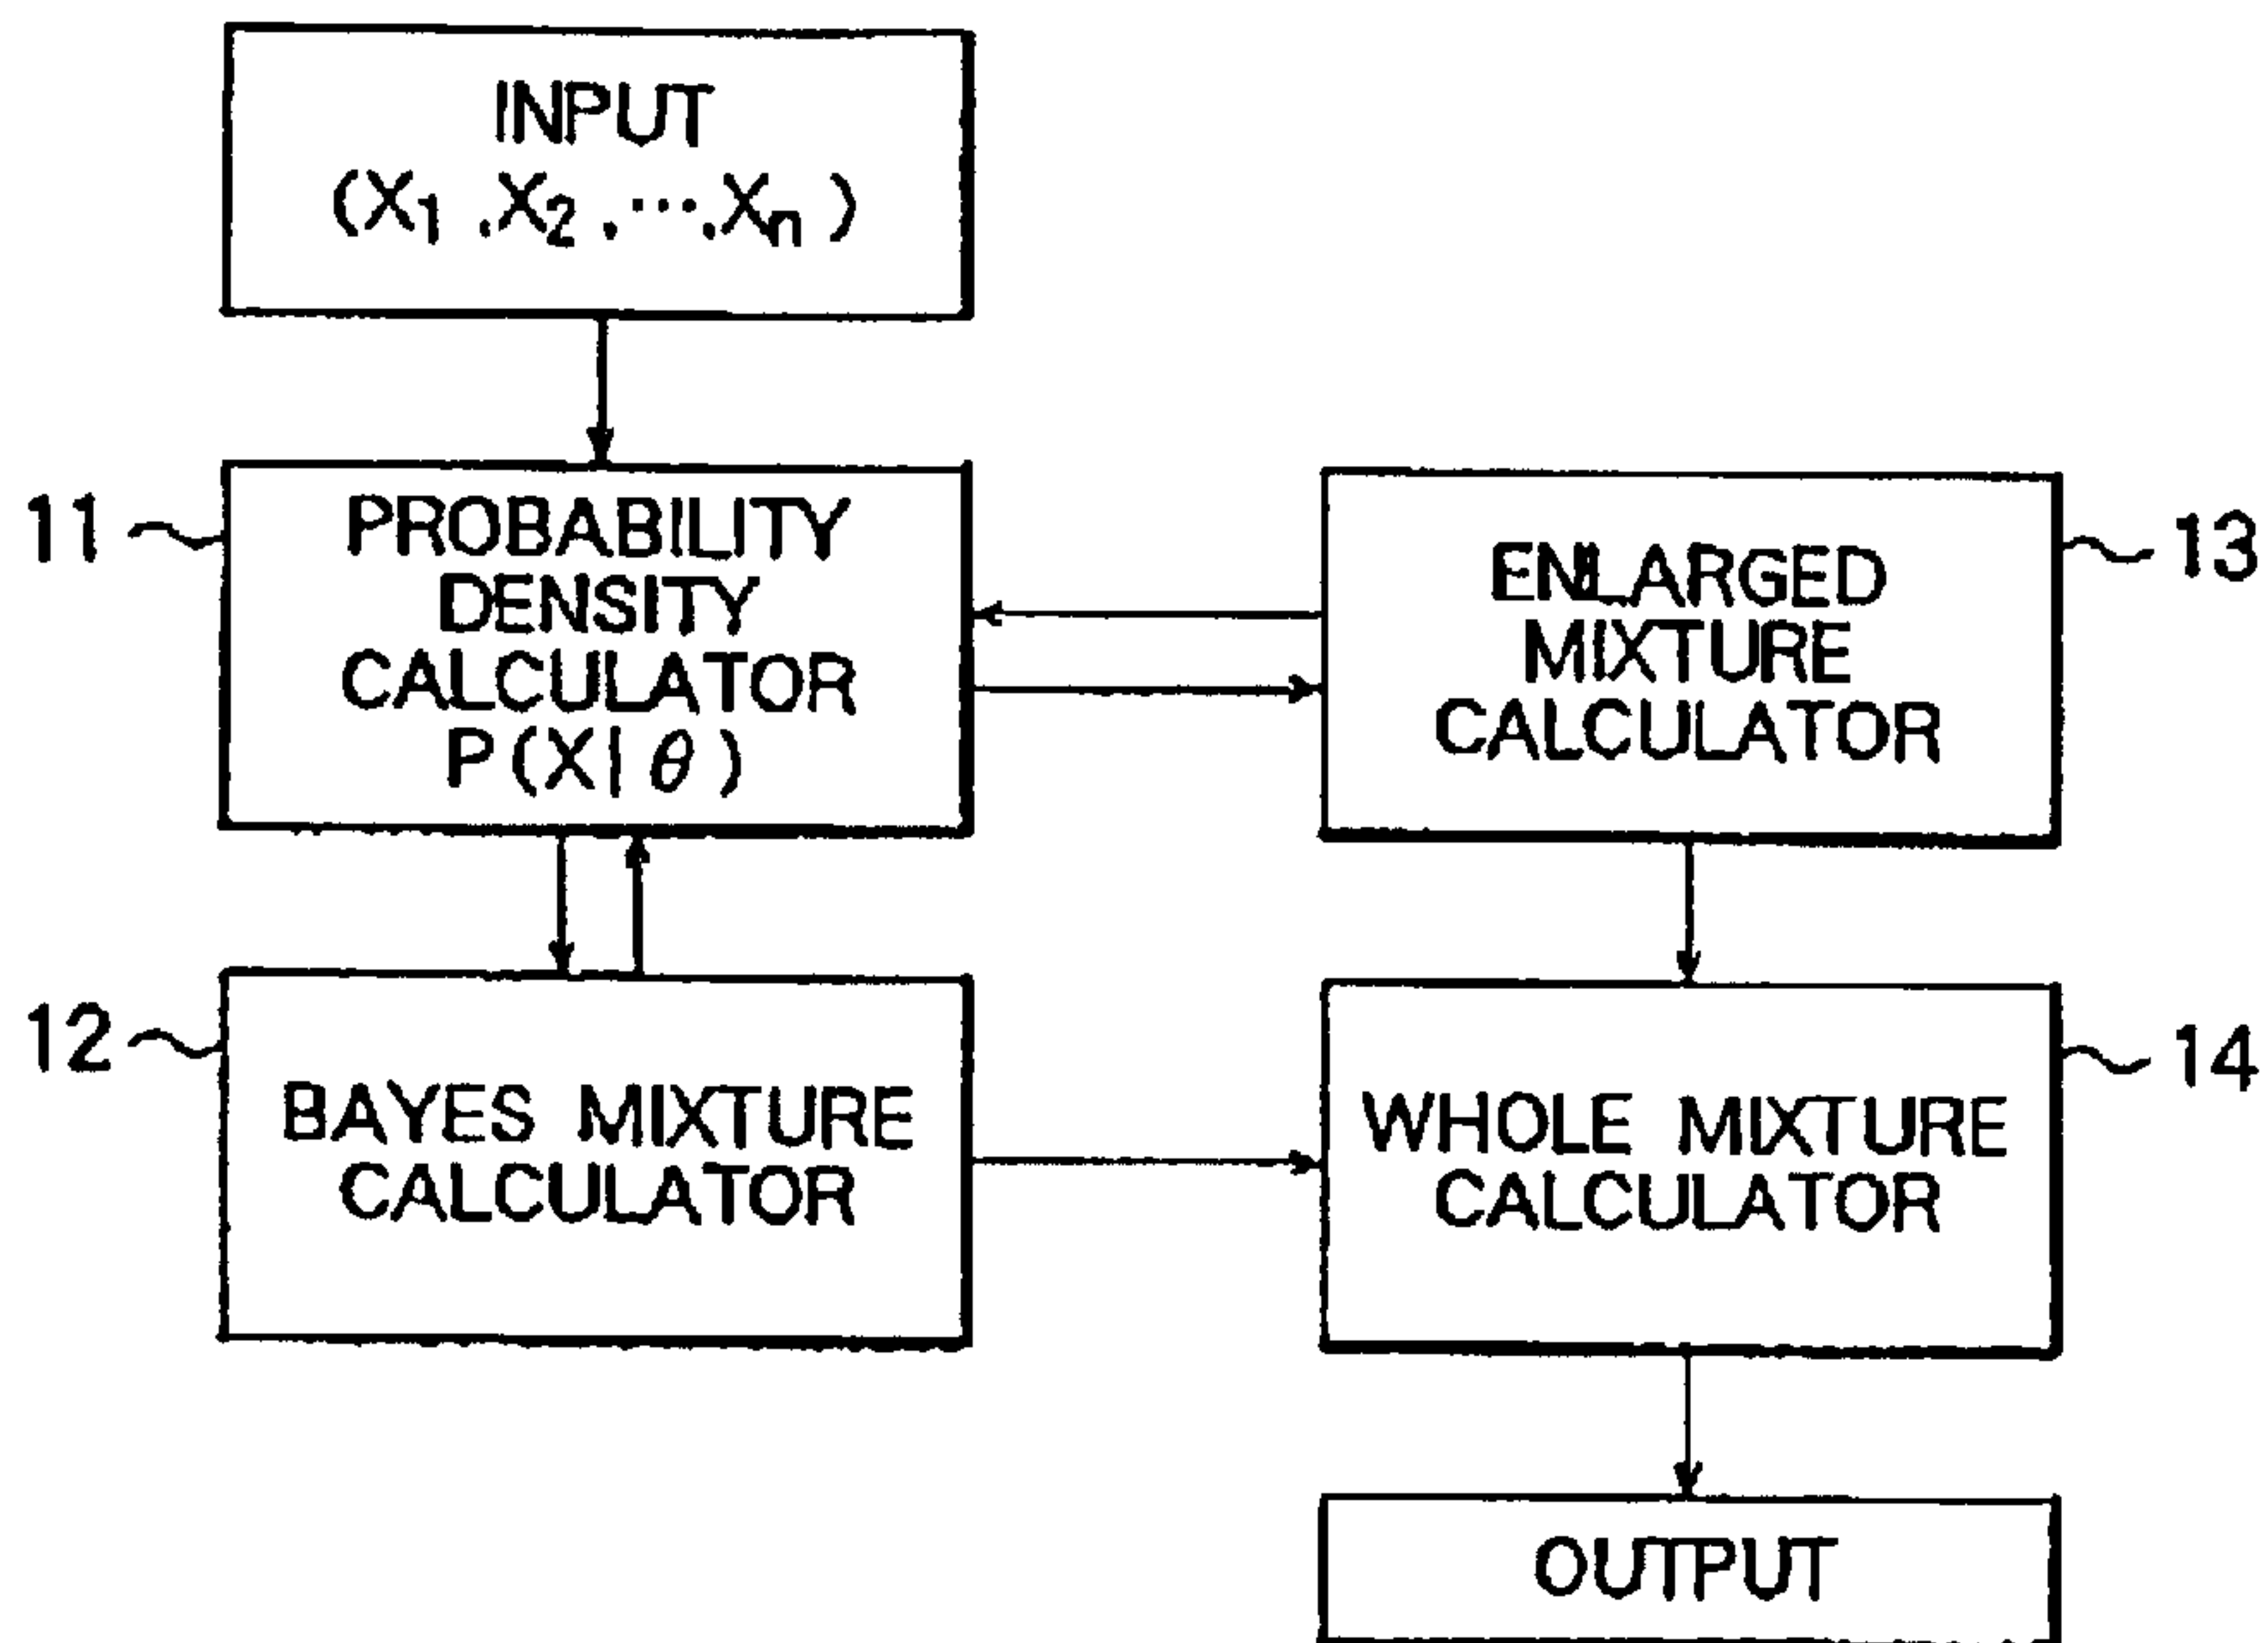 INPUT
(X1 ,X2 ,…,Xn )
11
PROBABILITY
DENSITY
CALCULATOR
P(X|θ)
13
ENLARGED
MIXTURE
CALCULATOR
12
BAYES MIXTURE
CALCULATOR
14
WHOLE MIXTURE
CALCULATOR
OUTPUT